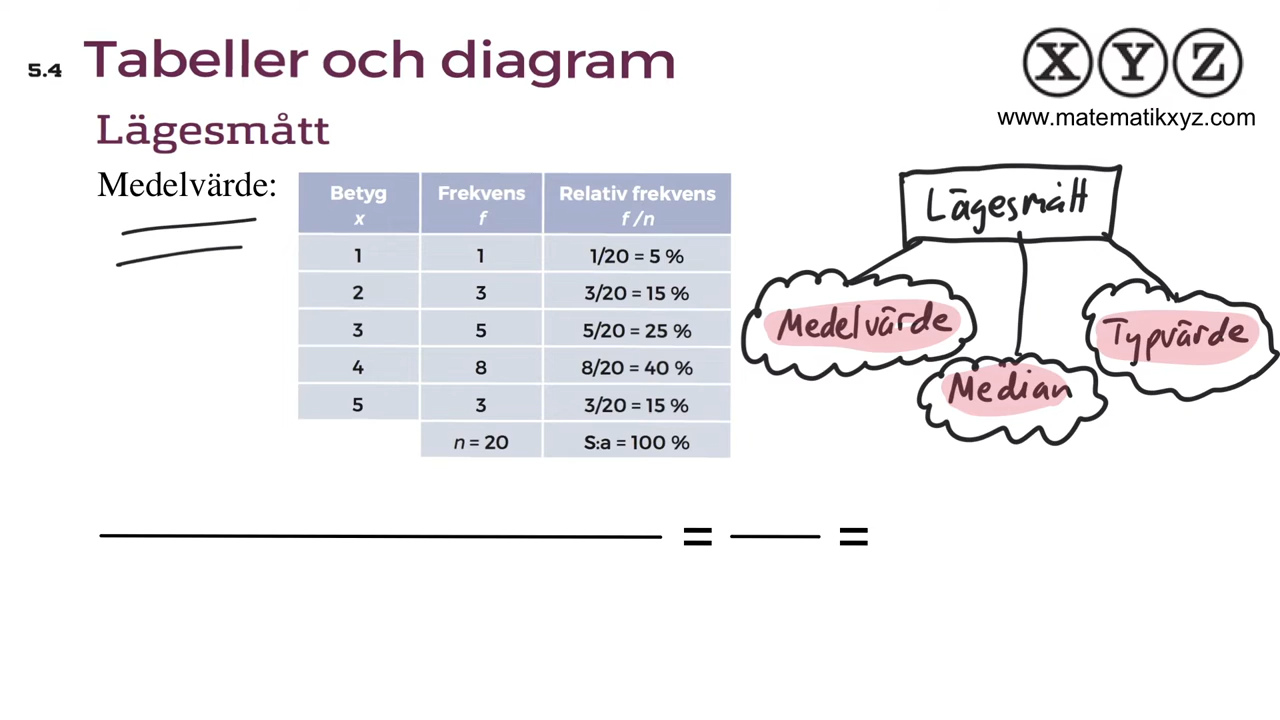 5.4 Tabeller och diagram
XYZ
www.matematikxyz.com
Lägesmått
Medelvärde:
Betyg Frekvens Relativ frekvens
x f f/n
1 1 1/20 = 5 %
2 3 3/20 = 15 %
3 5 5/20 = 25 %
4 8 8/20 = 40 %
5 3 3/20 = 15 %
n = 20 S:a = 100 %
Lägesmått
Medelvärde
Median
Typvärde
= =